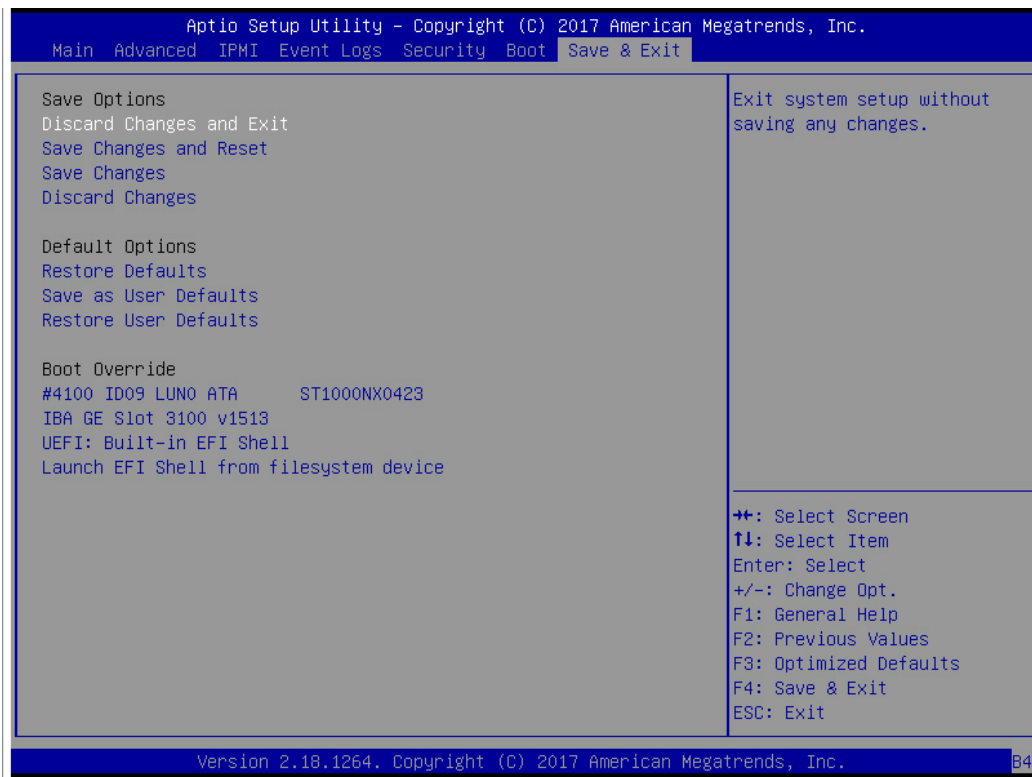 Aptio Setup Utility – Copyright (C) 2017 American Megatrends, Inc.
Main Advanced IPMI Event Logs Security Boot Save & Exit
Save Options
Discard Changes and Exit
Save Changes and Reset
Save Changes
Discard Changes
Default Options
Restore Defaults
Save as User Defaults
Restore User Defaults
Boot Override
#4100 ID09 LUN0 ATA ST1000NX0423
IBA GE Slot 3100 v1513
UEFI: Built-in EFI Shell
Launch EFI Shell from filesystem device
Exit system setup without
saving any changes.
→←: Select Screen
↑↓: Select Item
Enter: Select
+/-: Change Opt.
F1: General Help
F2: Previous Values
F3: Optimized Defaults
F4: Save & Exit
ESC: Exit
Version 2.18.1264. Copyright (C) 2017 American Megatrends, Inc.
B4